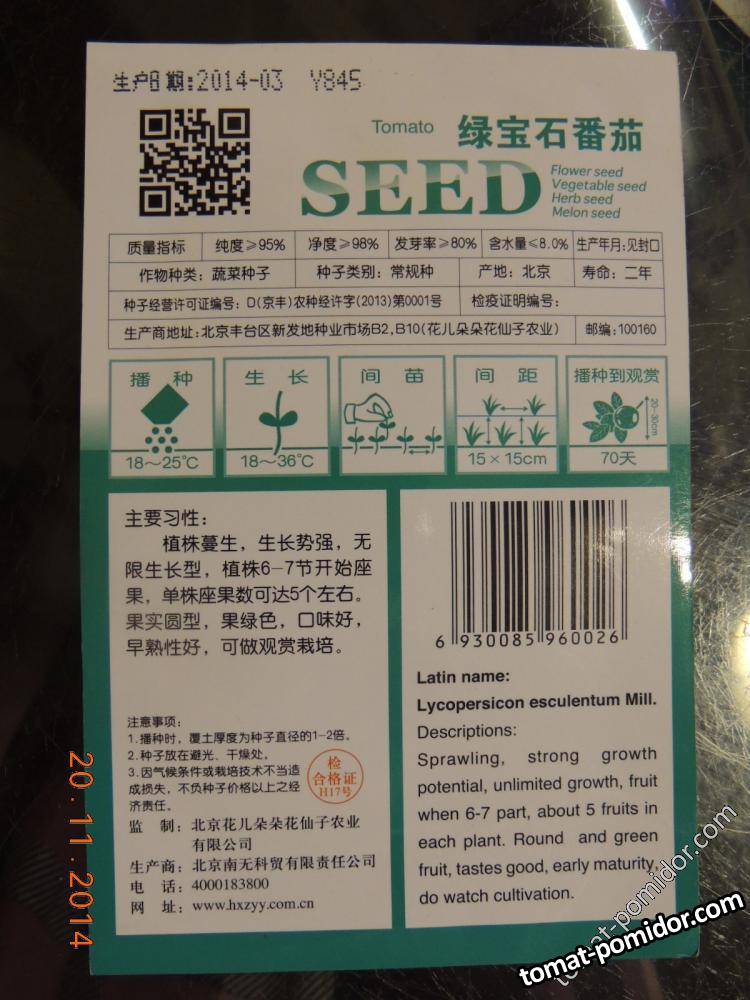 生产日期:2014-03 Y845
Tomato 绿宝石番茄
SEED
Flower seed
Vegetable seed
Herb seed
Melon seed
质量指标 纯度≥95% 净度≥98% 发芽率≥80% 含水量≤8.0% 生产年月:见封口
作物种类：蔬菜种子 种子类别：常规种 产地：北京 寿命：二年
种子经营许可证编号：D(京丰)农种经许字(2013)第0001号 检疫证明编号：
生产商地址:北京丰台区新发地种业市场B2,B10(花儿朵朵花仙子农业) 邮编:100160
播种 生长 间苗 间距 播种到观赏
20-30cm
18～25℃ 18～36℃ 15×15cm 70天
主要习性：
植株蔓生，生长势强，无
限生长型，植株6-7节开始座
果，单株座果数可达5个左右。
果实圆型，果绿色，口味好，
早熟性好，可做观赏栽培。
注意事项：
1.播种时，覆土厚度为种子直径的1-2倍。
2.种子放在避光、干燥处。
3.因气候条件或栽培技术不当造
成损失，不负种子价格以上之经
济责任。
检
合格证
H17号
监 制：北京花儿朵朵花仙子农业
有限公司
生产商：北京南无科贸有限责任公司
电 话：4000183800
网 址：www.hxzyy.com.cn
6 930085 960026
Latin name:
Lycopersicon esculentum Mill.
Descriptions:
Sprawling, strong growth
potential, unlimited growth, fruit
when 6-7 part, about 5 fruits in
each plant. Round and green
fruit, tastes good, early maturity,
do watch cultivation.
20.11.2014
tomat-pomidor.com
tomat-pomidor.com